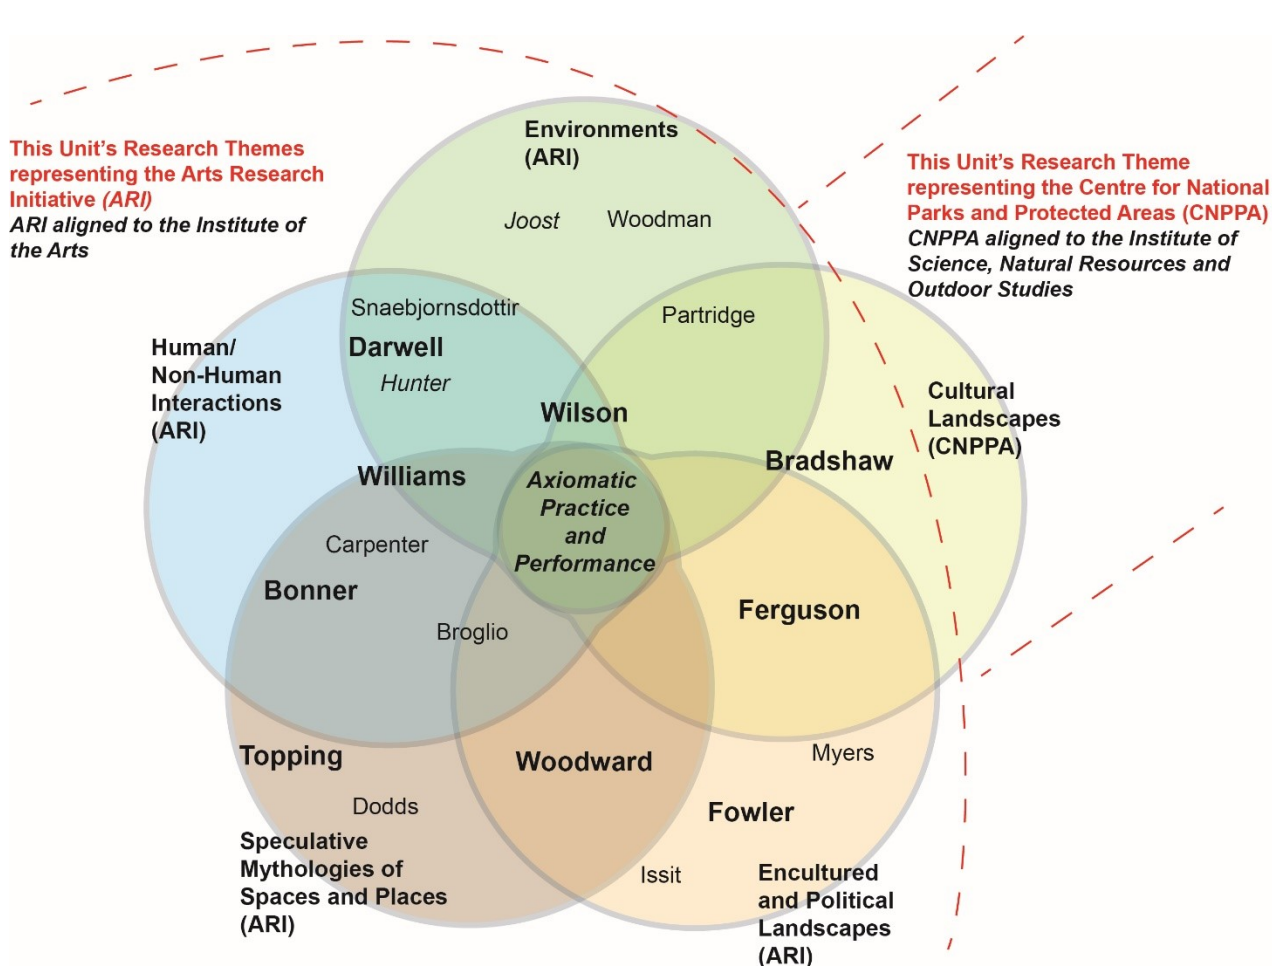 This Unit's Research Themes
representing the Arts Research
Initiative (ARI)
ARI aligned to the Institute of
the Arts
This Unit's Research Theme
representing the Centre for National
Parks and Protected Areas (CNPPA)
CNPPA aligned to the Institute of
Science, Natural Resources and
Outdoor Studies
Environments
(ARI)
Joost
Woodman
Snaebjornsdottir
Darwell
Hunter
Partridge
Human/
Non-Human
Interactions
(ARI)
Wilson
Cultural
Landscapes
(CNPPA)
Bradshaw
Williams
Axiomatic
Practice
and
Performance
Carpenter
Bonner
Broglio
Ferguson
Topping
Woodward
Myers
Dodds
Fowler
Speculative
Mythologies of
Spaces and Places
(ARI)
Issit
Encultured
and Political
Landscapes
(ARI)